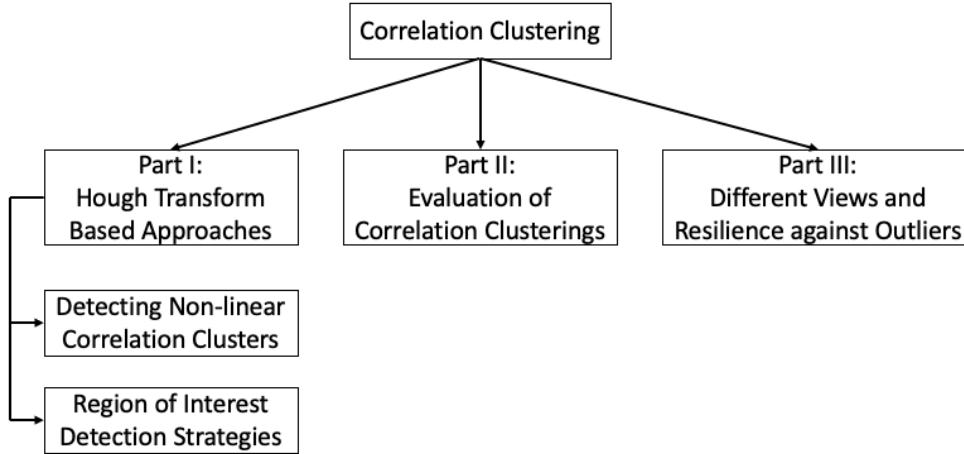 Correlation Clustering
Part I:
Hough Transform
Based Approaches
Part II:
Evaluation of
Correlation Clusterings
Part III:
Different Views and
Resilience against Outliers
Detecting Non-linear
Correlation Clusters
Region of Interest
Detection Strategies